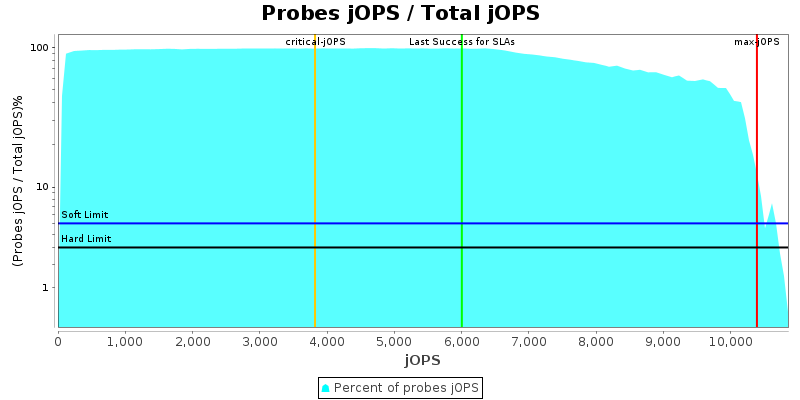 Probes jOPS / Total jOPS
critical-jOPS
Last Success for SLAs
max-jOPS
(Probes jOPS / Total jOPS)%
100
10
1
Soft Limit
Hard Limit
0
1,000
2,000
3,000
4,000
5,000
6,000
7,000
8,000
9,000
10,000
jOPS
Percent of probes jOPS